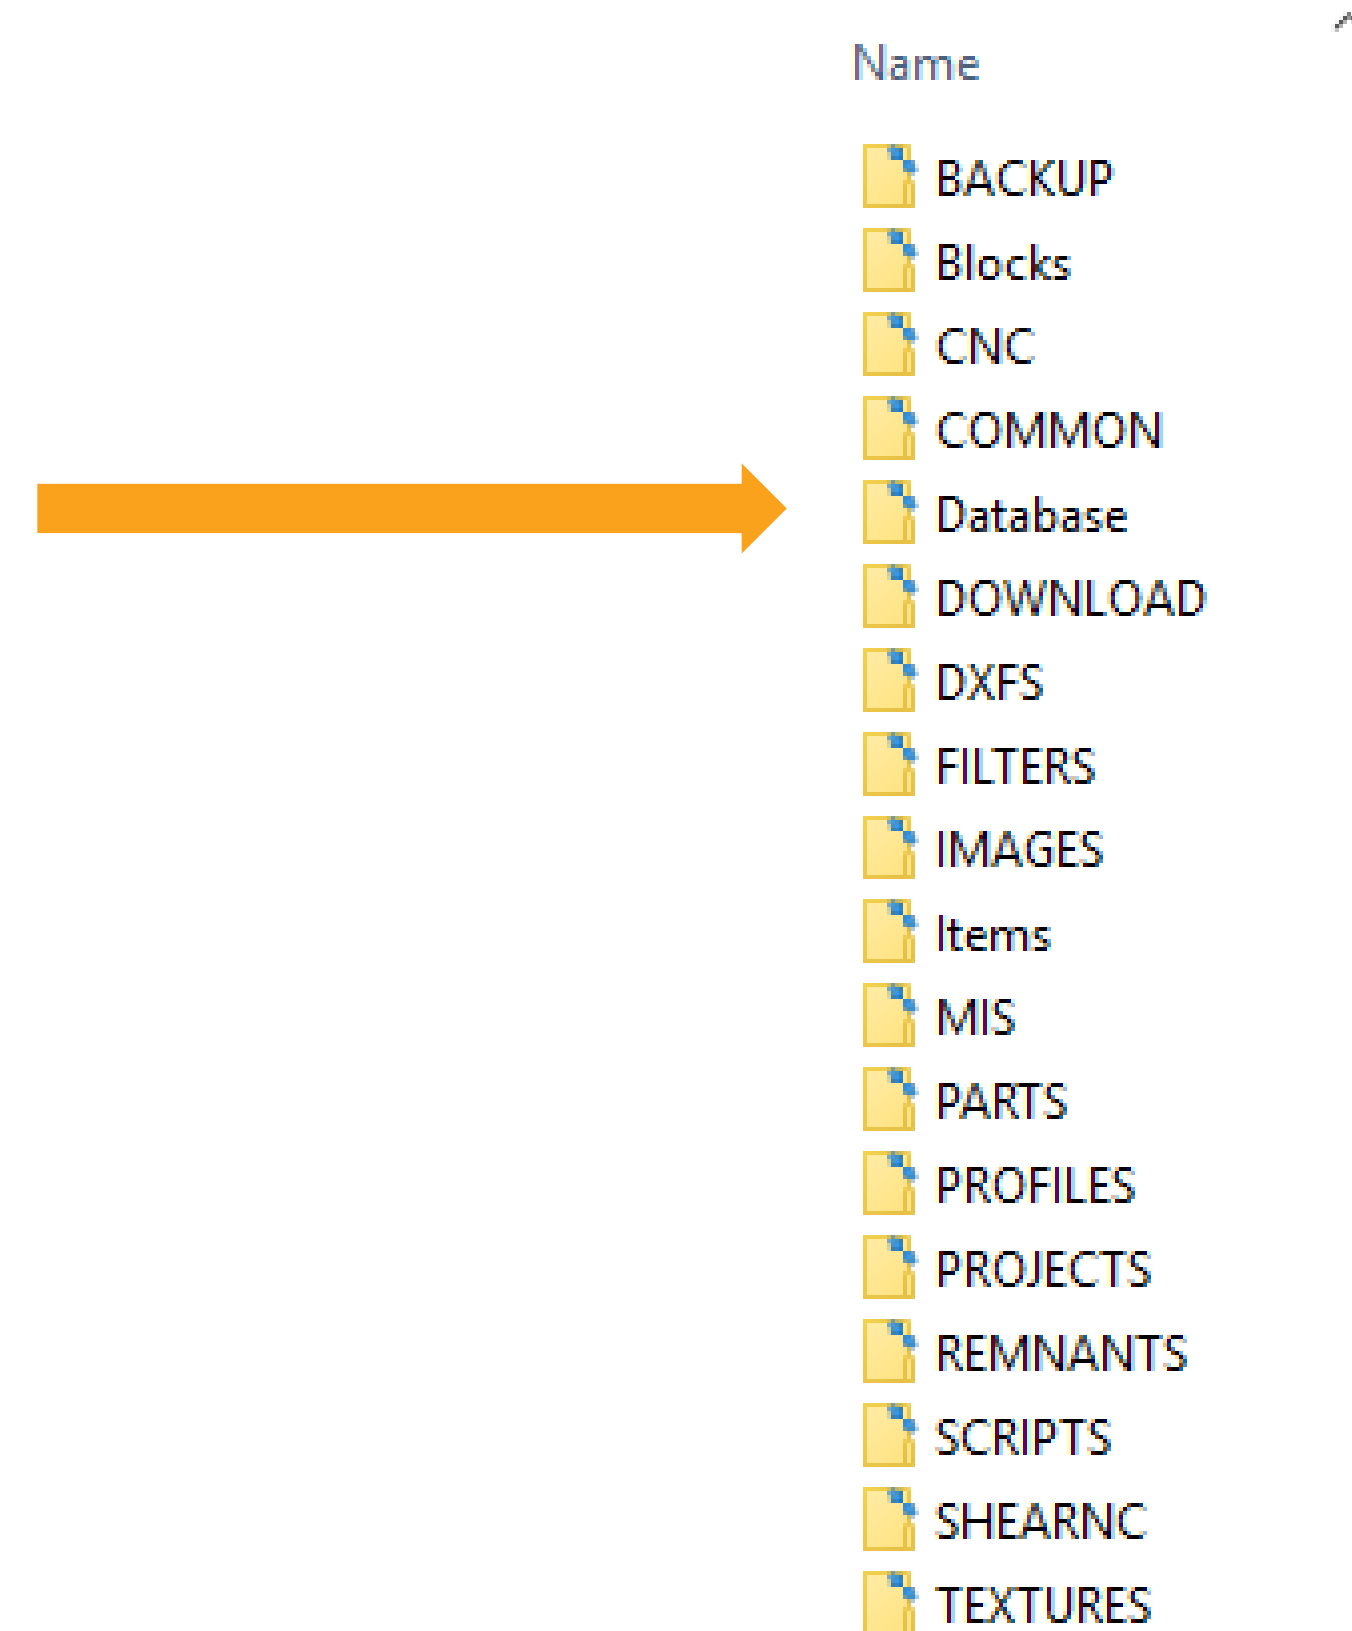 Name
BACKUP
Blocks
CNC
COMMON
Database
DOWNLOAD
DXFS
FILTERS
IMAGES
Items
MIS
PARTS
PROFILES
PROJECTS
REMNANTS
SCRIPTS
SHEARNC
TEXTURES